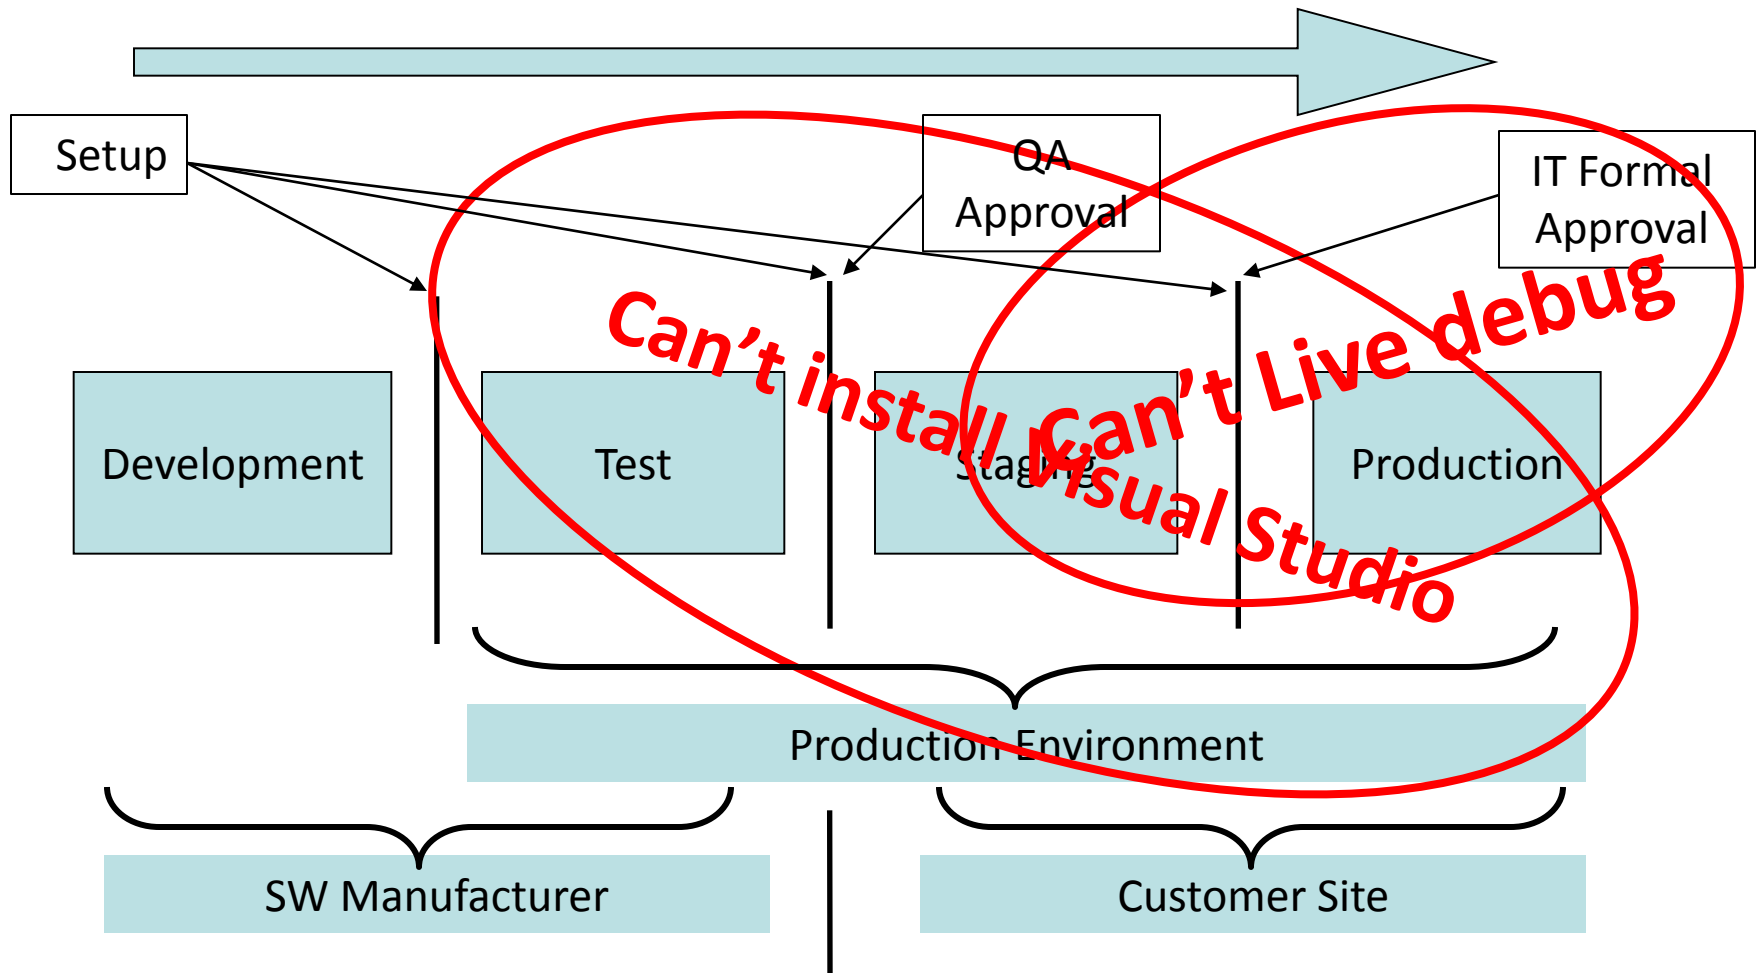 Setup
QA
Approval
IT Formal
Approval
Can't install Visual Studio
Can't Live debug
Development
Test
Staging
Production
Production Environment
SW Manufacturer
Customer Site